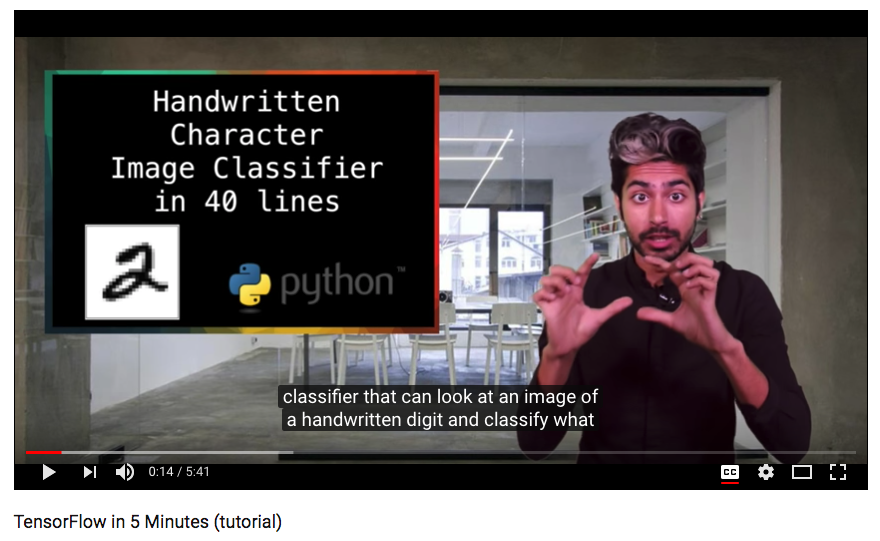 Handwritten
Character
Image Classifier
in 40 lines
2
python™
classifier that can look at an image of
a handwritten digit and classify what
0:14 / 5:41
CC
TensorFlow in 5 Minutes (tutorial)